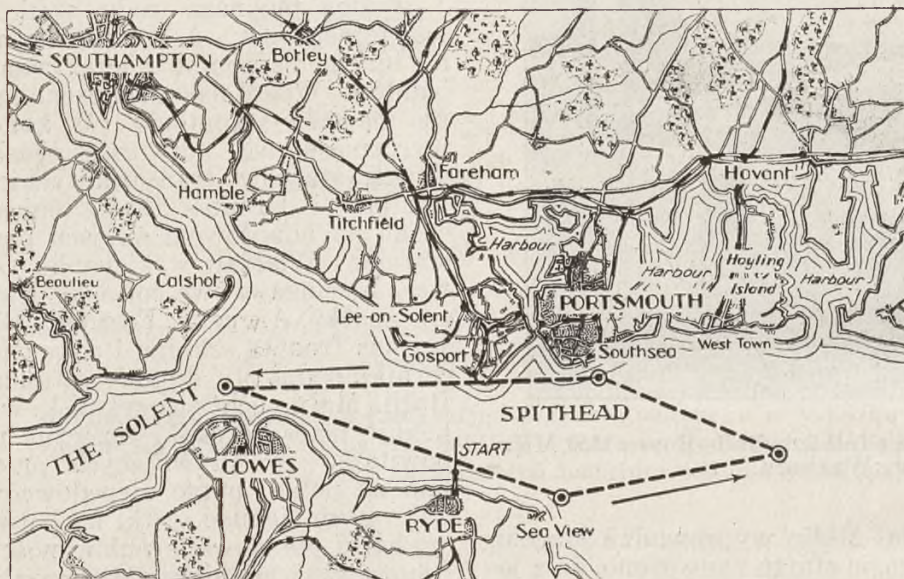 SOUTHAMPTON
Botley
Hamble
Titchfield
Fareham
Havant
Harbour
Harbour
Hayling
Island
Harbour
Beaulieu
Calshot
Lee-on-Solent
PORTSMOUTH
Gosport
Southsea
West Town
THE SOLENT
SPITHEAD
COWES
START
RYDE
Sea View